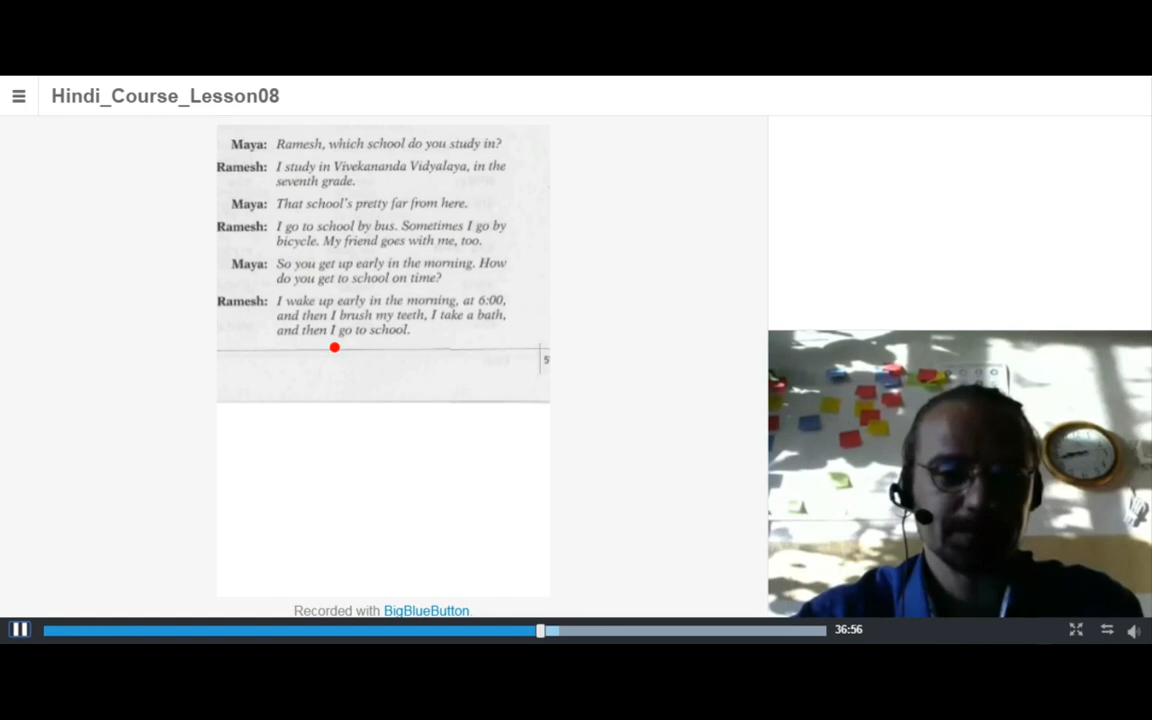 Hindi_Course_Lesson08
Maya: Ramesh, which school do you study in?
Ramesh: I study in Vivekananda Vidyalaya, in the
seventh grade.
Maya: That school's pretty far from here.
Ramesh: I go to school by bus. Sometimes I go by
bicycle. My friend goes with me, too.
Maya: So you get up early in the morning. How
do you get to school on time?
Ramesh: I wake up early in the morning, at 6:00,
and then I brush my teeth, I take a bath,
and then I go to school.
5
Recorded with BigBlueButton.
36:56